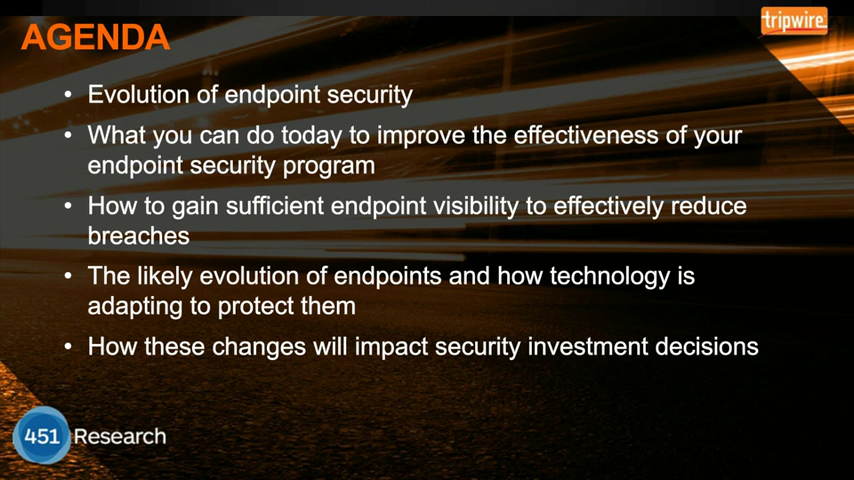 AGENDA
tripwire
• Evolution of endpoint security
• What you can do today to improve the effectiveness of your
endpoint security program
• How to gain sufficient endpoint visibility to effectively reduce
breaches
• The likely evolution of endpoints and how technology is
adapting to protect them
• How these changes will impact security investment decisions
451 Research